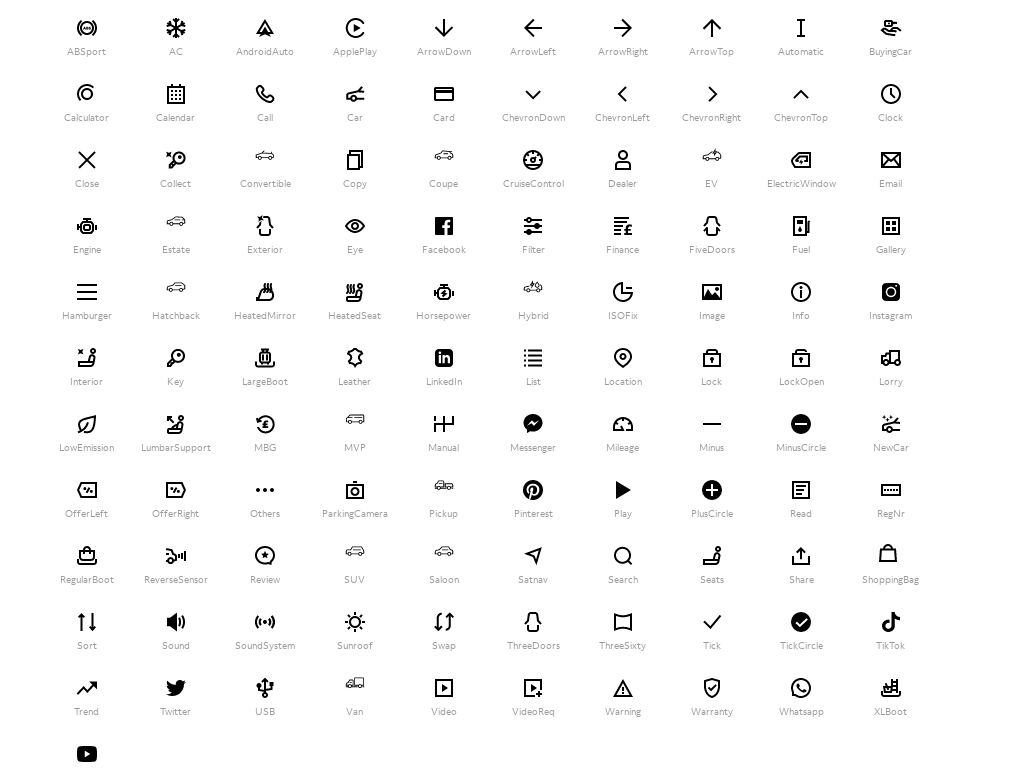 ABSport AC AndroidAuto ApplePlay ArrowDown ArrowLeft ArrowRight ArrowTop Automatic BuyingCar
Calculator Calendar Call Car Card ChevronDown ChevronLeft ChevronRight ChevronTop Clock
Close Collect Convertible Copy Coupe CruiseControl Dealer EV ElectricWindow Email
Engine Estate Exterior Eye Facebook Filter Finance FiveDoors Fuel Gallery
Hamburger Hatchback HeatedMirror HeatedSeat Horsepower Hybrid ISOFix Image Info Instagram
Interior Key LargeBoot Leather LinkedIn List Location Lock LockOpen Lorry
LowEmission LumbarSupport MBG MVP Manual Messenger Mileage Minus MinusCircle NewCar
OfferLeft OfferRight Others ParkingCamera Pickup Pinterest Play PlusCircle Read RegNr
RegularBoot ReverseSensor Review SUV Saloon Satnav Search Seats Share ShoppingBag
Sort Sound SoundSystem Sunroof Swap ThreeDoors ThreeSixty Tick TickCircle TikTok
Trend Twitter USB Van Video VideoReq Warning Warranty Whatsapp XLBoot